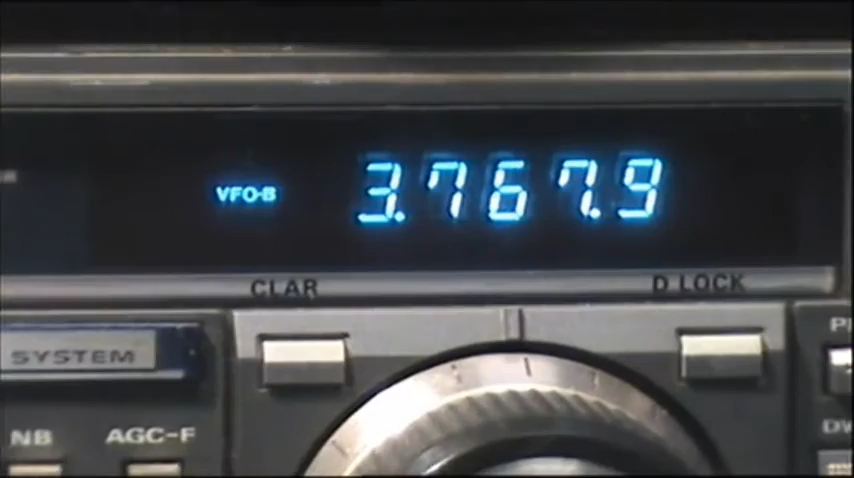 VFO-B 3.767.9
CLAR D LOCK
SYSTEM
NB AGC-F